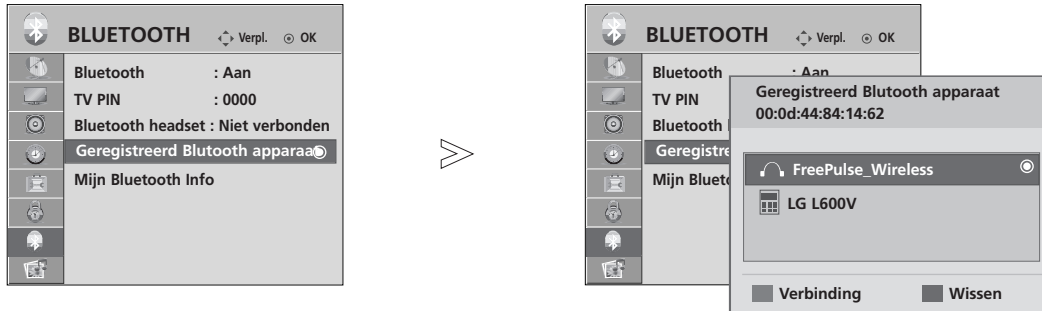 BLUETOOTH Verpl. OK
Bluetooth : Aan
TV PIN : 0000
Bluetooth headset : Niet verbonden
Geregistreerd Blutooth apparaa
Mijn Bluetooth Info
BLUETOOTH Verpl. OK
Bluetooth : Aan
TV PIN
Bluetooth
Geregistre
Mijn Bluet
Geregistreerd Blutooth apparaat
00:0d:44:84:14:62
FreePulse_Wireless
LG L600V
Verbinding Wissen